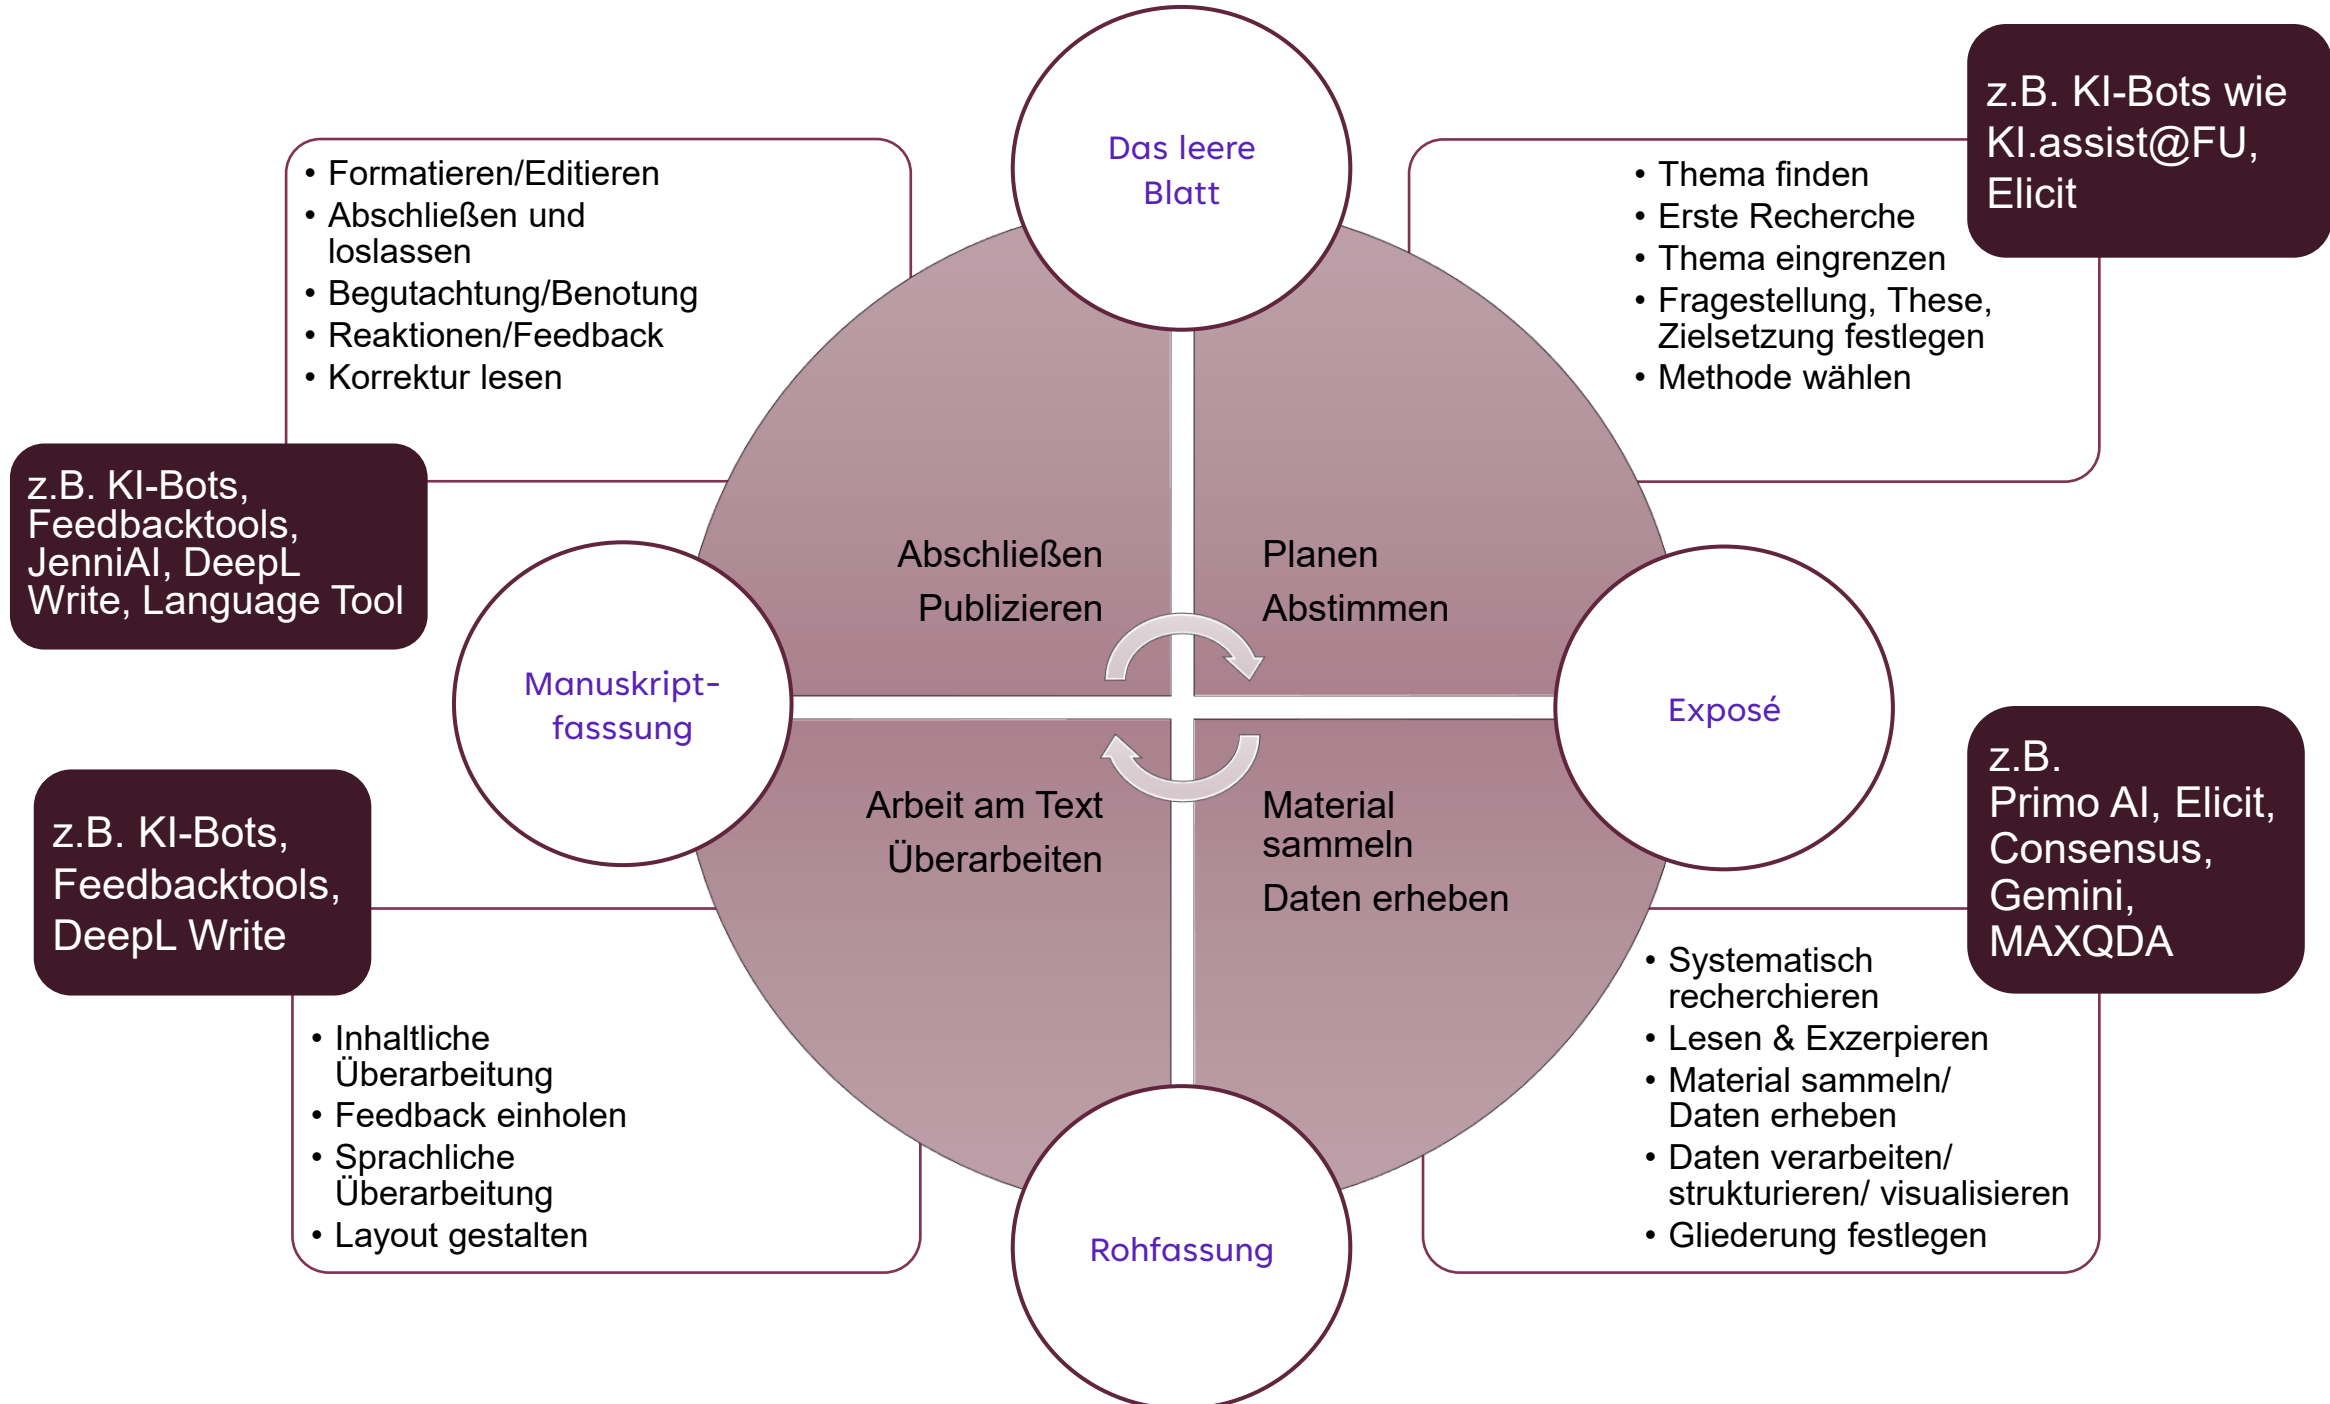 Das leere
Blatt
z.B. KI-Bots wie
KI.assist@FU,
Elicit
• Thema finden
• Erste Recherche
• Thema eingrenzen
• Fragestellung, These,
Zielsetzung festlegen
• Methode wählen
Planen
Abstimmen
Exposé
z.B.
Primo AI, Elicit,
Consensus,
Gemini,
MAXQDA
• Systematisch
recherchieren
• Lesen & Exzerpieren
• Material sammeln/
Daten erheben
• Daten verarbeiten/
strukturieren/ visualisieren
• Gliederung festlegen
Material
sammeln
Daten erheben
Rohfassung
Arbeit am Text
Überarbeiten
z.B. KI-Bots,
Feedbacktools,
DeepL Write
• Inhaltliche
Überarbeitung
• Feedback einholen
• Sprachliche
Überarbeitung
• Layout gestalten
Manuskript-
fasssung
Abschließen
Publizieren
• Formatieren/Editieren
• Abschließen und
loslassen
• Begutachtung/Benotung
• Reaktionen/Feedback
• Korrektur lesen
z.B. KI-Bots,
Feedbacktools,
JenniAI, DeepL
Write, Language Tool